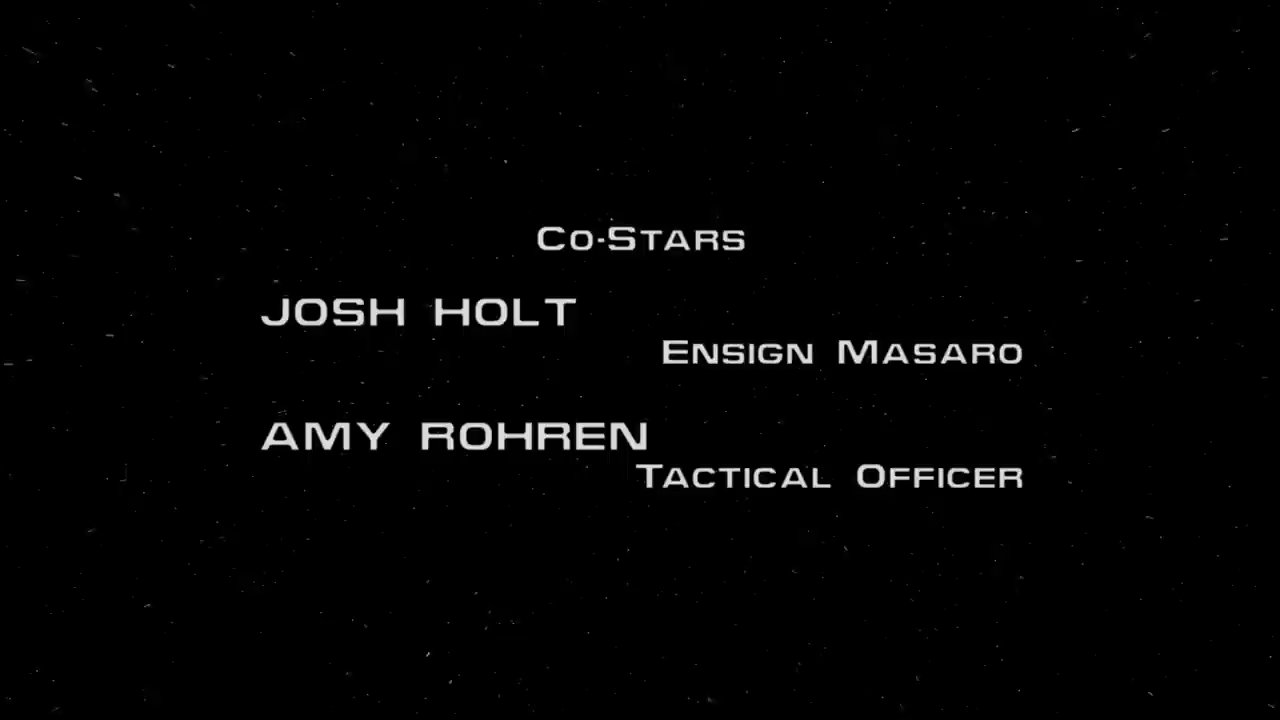 Co-Stars
JOSH HOLT
Ensign Masaro
AMY ROHREN
Tactical Officer